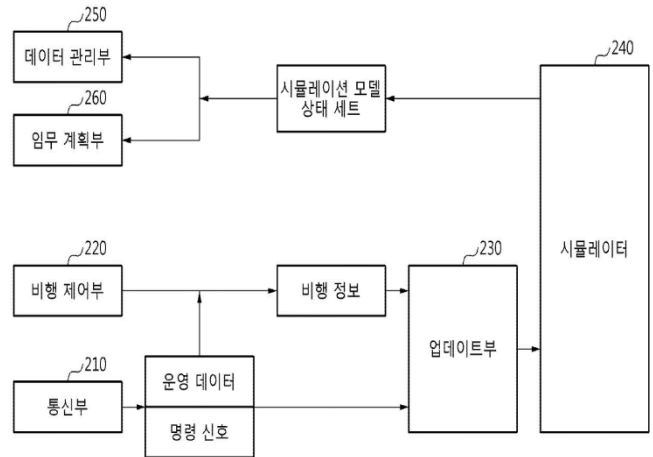 250
데이터 관리부
260
임무 계획부
시뮬레이션 모델
상태 세트
240
시뮬레이터
220
비행 제어부
비행 정보
230
업데이트부
210
통신부
운영 데이터
명령 신호